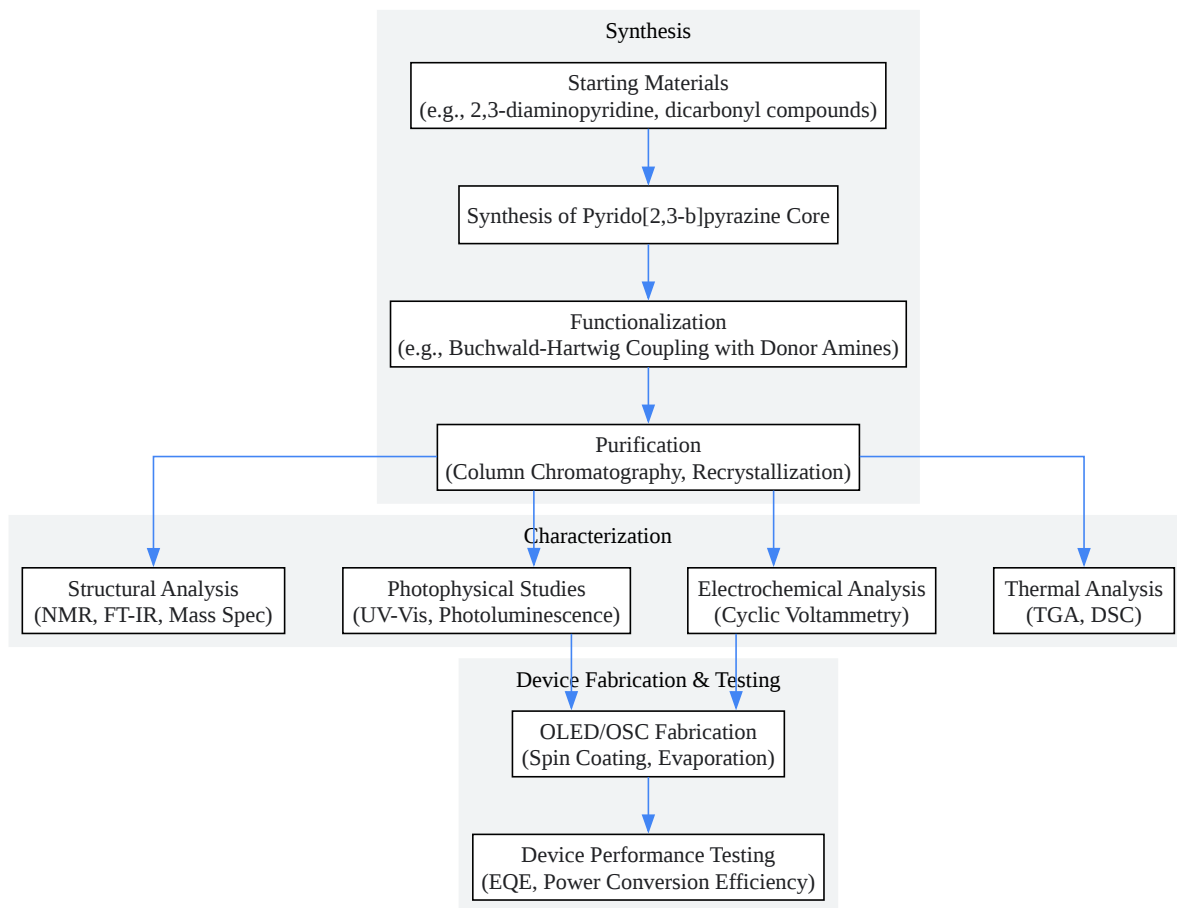 Synthesis
Starting Materials
(e.g., 2,3-diaminopyridine, dicarbonyl compounds)
Synthesis of Pyrido[2,3-b]pyrazine Core
Functionalization
(e.g., Buchwald-Hartwig Coupling with Donor Amines)
Purification
(Column Chromatography, Recrystallization)
Characterization
Structural Analysis
(NMR, FT-IR, Mass Spec)
Photophysical Studies
(UV-Vis, Photoluminescence)
Electrochemical Analysis
(Cyclic Voltammetry)
Thermal Analysis
(TGA, DSC)
Device Fabrication & Testing
OLED/OSC Fabrication
(Spin Coating, Evaporation)
Device Performance Testing
(EQE, Power Conversion Efficiency)